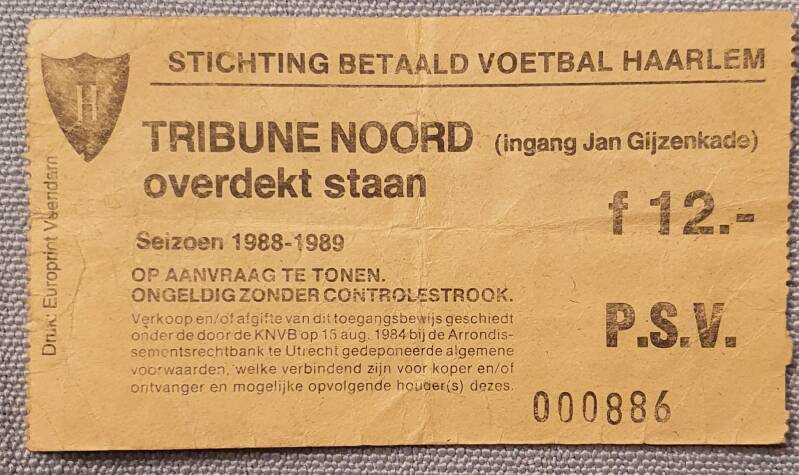 H
STICHTING BETAALD VOETBAL HAARLEM
TRIBUNE NOORD (ingang Jan Gijzenkade)
overdekt staan
f 12.-
Seizoen 1988-1989
OP AANVRAAG TE TONEN.
ONGELDIG ZONDER CONTROLESTROOK.
Verkoop en/of afgifte van dit toegangsbewijs geschiedt
onder de door de KNVB op 15 aug. 1984 bij de Arrondis-
sementsrechtbank te Utrecht gedeponeerde algemene
voorwaarden, welke verbindend zijn voor koper en/of
ontvanger en mogelijke opvolgende houder(s) dezes.
P.S.V.
000886
Druk: Europrint Veendam